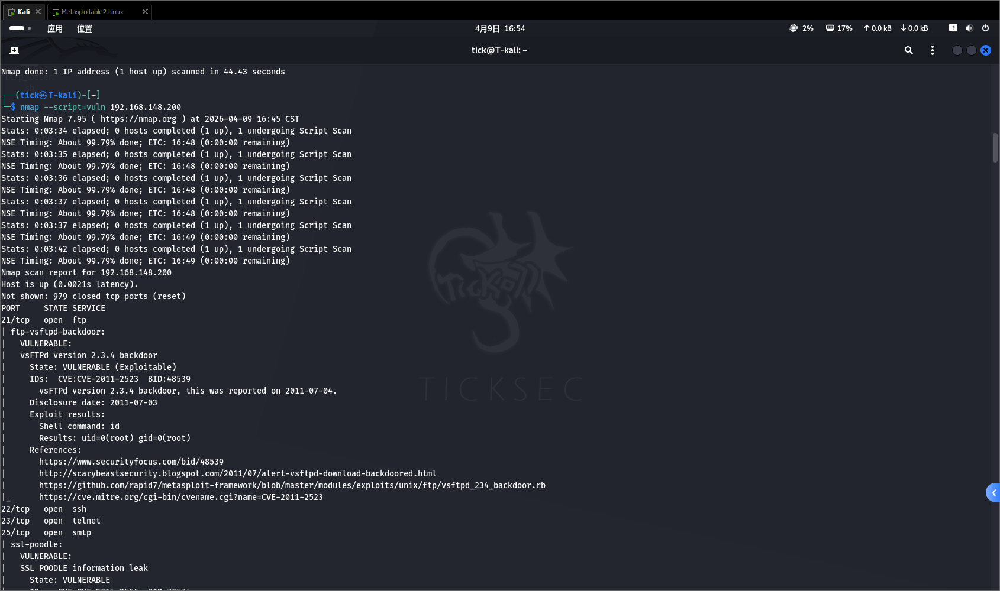 Kali
Metasploitable2-Linux
应用 位置 4月9日 16:54 2% 17% 0.0 kB 0.0 kB
tick@T-kali: ~
Nmap done: 1 IP address (1 host up) scanned in 44.43 seconds
┌──(tick㉿T-kali)-[~]
└─$ nmap --script=vuln 192.168.148.200
Starting Nmap 7.95 ( https://nmap.org ) at 2026-04-09 16:45 CST
Stats: 0:03:34 elapsed; 0 hosts completed (1 up), 1 undergoing Script Scan
NSE Timing: About 99.79% done; ETC: 16:48 (0:00:00 remaining)
Stats: 0:03:35 elapsed; 0 hosts completed (1 up), 1 undergoing Script Scan
NSE Timing: About 99.79% done; ETC: 16:48 (0:00:00 remaining)
Stats: 0:03:36 elapsed; 0 hosts completed (1 up), 1 undergoing Script Scan
NSE Timing: About 99.79% done; ETC: 16:48 (0:00:00 remaining)
Stats: 0:03:37 elapsed; 0 hosts completed (1 up), 1 undergoing Script Scan
NSE Timing: About 99.79% done; ETC: 16:48 (0:00:00 remaining)
Stats: 0:03:37 elapsed; 0 hosts completed (1 up), 1 undergoing Script Scan
NSE Timing: About 99.79% done; ETC: 16:49 (0:00:00 remaining)
Stats: 0:03:42 elapsed; 0 hosts completed (1 up), 1 undergoing Script Scan
NSE Timing: About 99.79% done; ETC: 16:49 (0:00:00 remaining)
Nmap scan report for 192.168.148.200
Host is up (0.0021s latency).
Not shown: 979 closed tcp ports (reset)
PORT     STATE SERVICE
21/tcp   open  ftp
| ftp-vsftpd-backdoor:
|   VULNERABLE:
|   vsFTPd version 2.3.4 backdoor
|     State: VULNERABLE (Exploitable)
|     IDs:  CVE:CVE-2011-2523  BID:48539
|       vsFTPd version 2.3.4 backdoor, this was reported on 2011-07-04.
|     Disclosure date: 2011-07-03
|     Exploit results:
|       Shell command: id
|       Results: uid=0(root) gid=0(root)
|     References:
|       https://www.securityfocus.com/bid/48539
|       http://scarybeastsecurity.blogspot.com/2011/07/alert-vsftpd-download-backdoored.html
|       https://github.com/rapid7/metasploit-framework/blob/master/modules/exploits/unix/ftp/vsftpd_234_backdoor.rb
|_      https://cve.mitre.org/cgi-bin/cvename.cgi?name=CVE-2011-2523
22/tcp   open  ssh
23/tcp   open  telnet
25/tcp   open  smtp
| ssl-poodle:
|   VULNERABLE:
|   SSL POODLE information leak
|     State: VULNERABLE
TickSec
TICKSEC